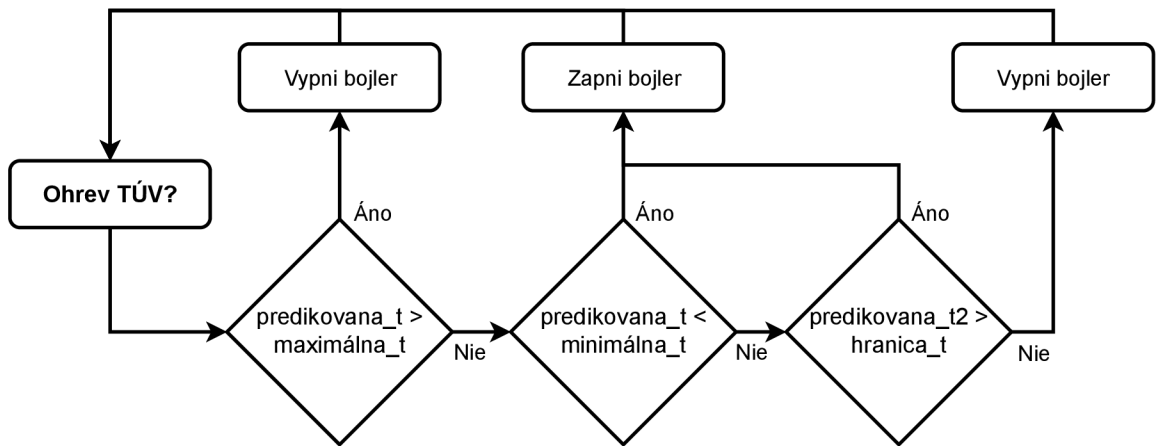 Vypni bojler
Zapni bojler
Vypni bojler
Ohrev TÚV?
Áno
Áno
Áno
predikovana_t >
maximálna_t
predikovana_t <
minimálna_t
predikovana_t2 >
hranica_t
Nie
Nie
Nie